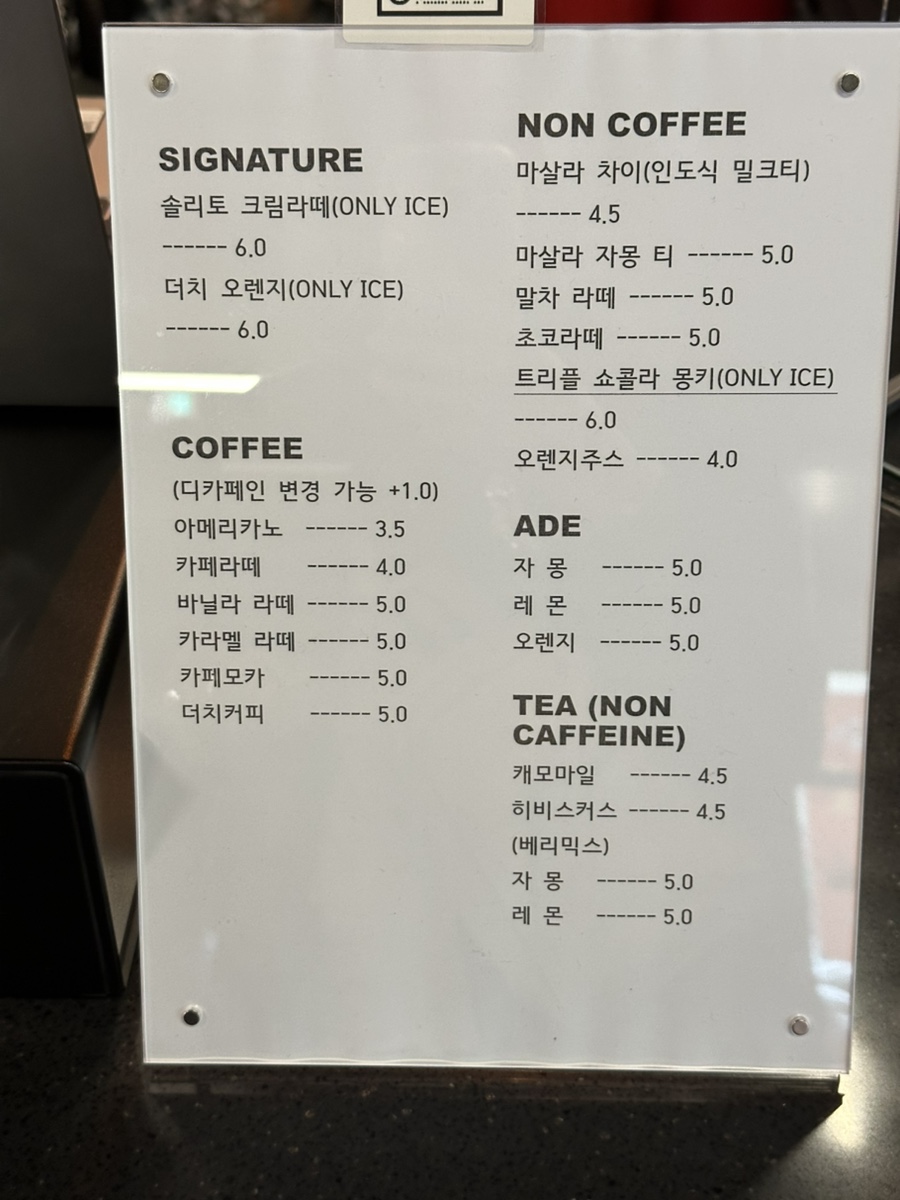 SIGNATURE
솔리토 크림라떼(ONLY ICE)
------ 6.0
더치 오렌지(ONLY ICE)
------ 6.0
COFFEE
(디카페인 변경 가능 +1.0)
아메리카노 ------ 3.5
카페라떼 ------ 4.0
바닐라 라떼 ------ 5.0
카라멜 라떼 ------ 5.0
카페모카 ------ 5.0
더치커피 ------ 5.0
NON COFFEE
마살라 차이(인도식 밀크티)
------ 4.5
마살라 자몽 티 ------ 5.0
말차 라떼 ------ 5.0
초코라떼 ------ 5.0
트리플 쇼콜라 몽키(ONLY ICE)
------ 6.0
오렌지주스 ------ 4.0
ADE
자 몽 ------ 5.0
레 몬 ------ 5.0
오렌지 ------ 5.0
TEA (NON
CAFFEINE)
캐모마일 ------ 4.5
히비스커스 ------ 4.5
(베리믹스)
자 몽 ------ 5.0
레 몬 ------ 5.0